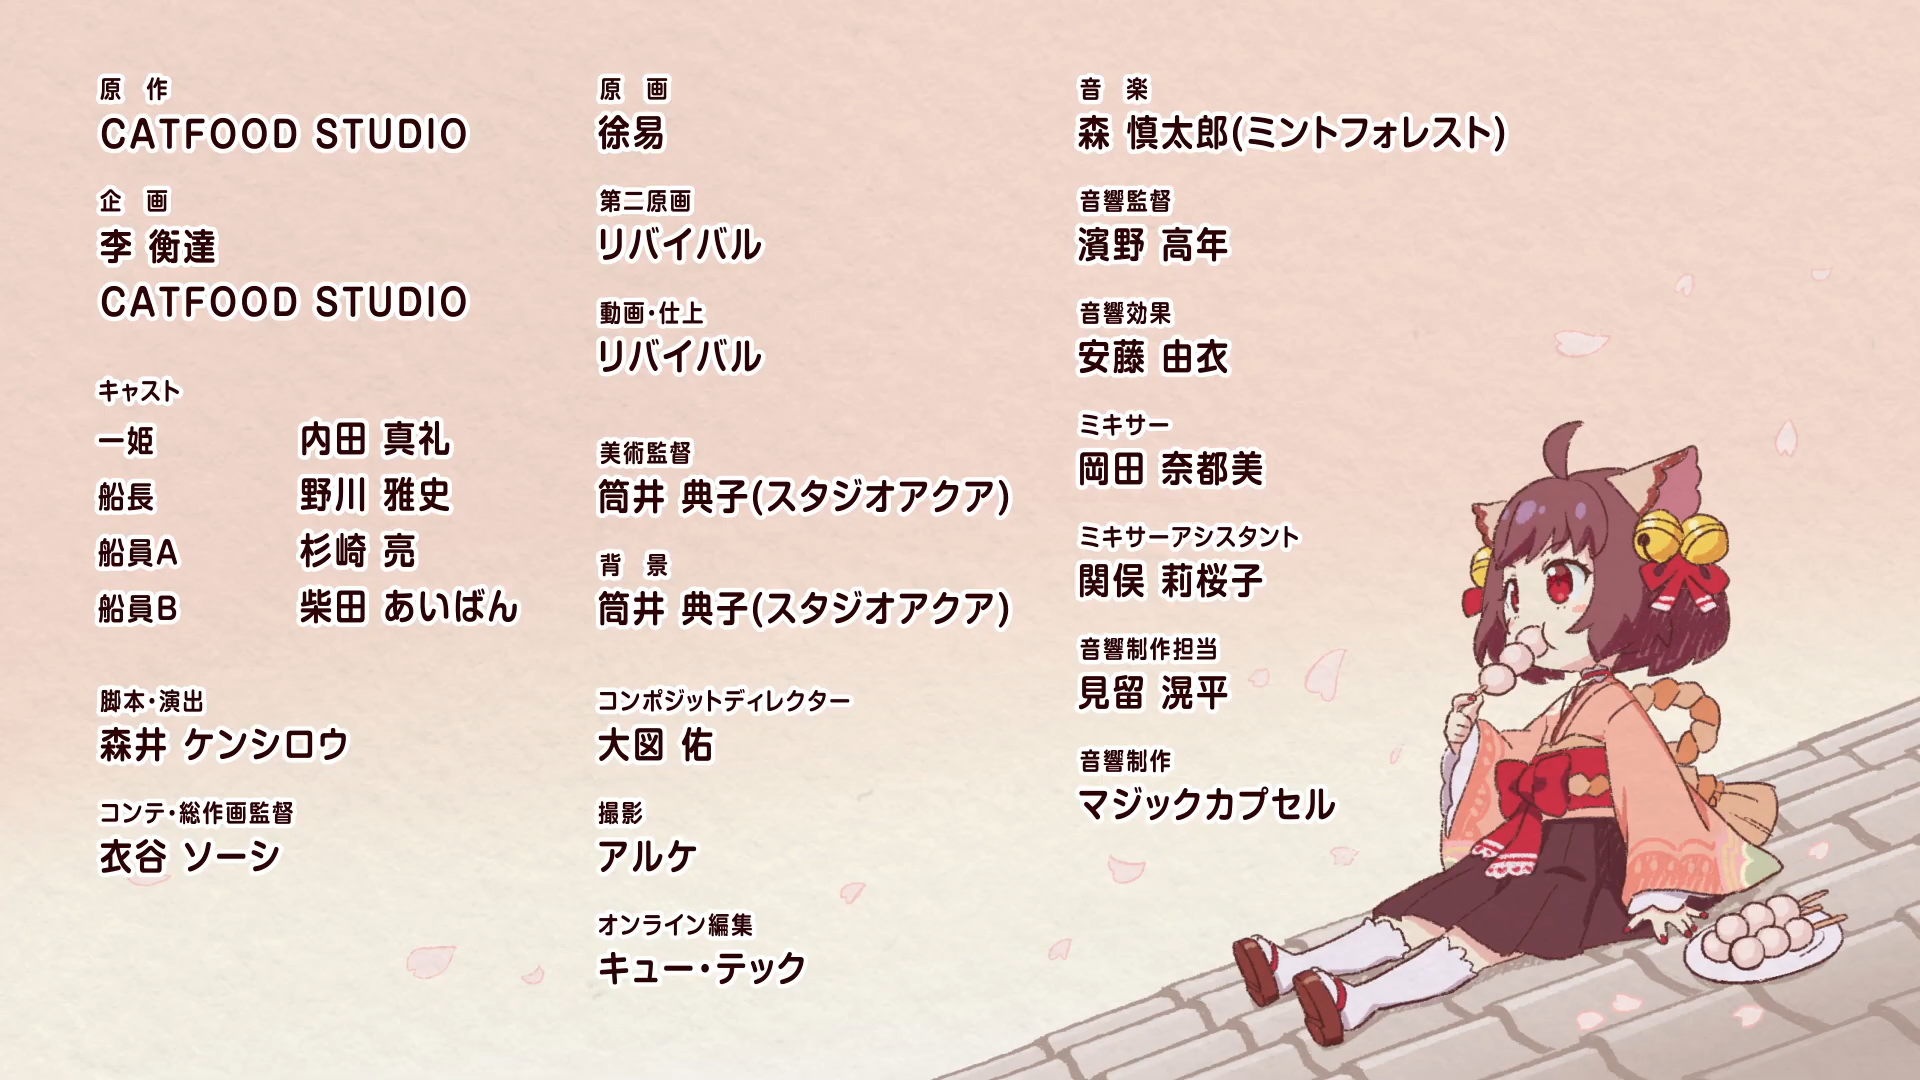 原　作
CATFOOD STUDIO
企　画
李 衡達
CATFOOD STUDIO
キャスト
一姫　内田 真礼
船長　野川 雅史
船員A　杉崎 亮
船員B　柴田 あいばん
脚本・演出
森井 ケンシロウ
コンテ・総作画監督
衣谷 ソーシ
原　画
徐易
第二原画
リバイバル
動画・仕上
リバイバル
美術監督
筒井 典子(スタジオアクア)
背　景
筒井 典子(スタジオアクア)
コンポジットディレクター
大図 佑
撮影
アルケ
オンライン編集
キュー・テック
音　楽
森 慎太郎(ミントフォレスト)
音響監督
濱野 高年
音響効果
安藤 由衣
ミキサー
岡田 奈都美
ミキサーアシスタント
関俣 莉桜子
音響制作担当
見留 滉平
音響制作
マジックカプセル